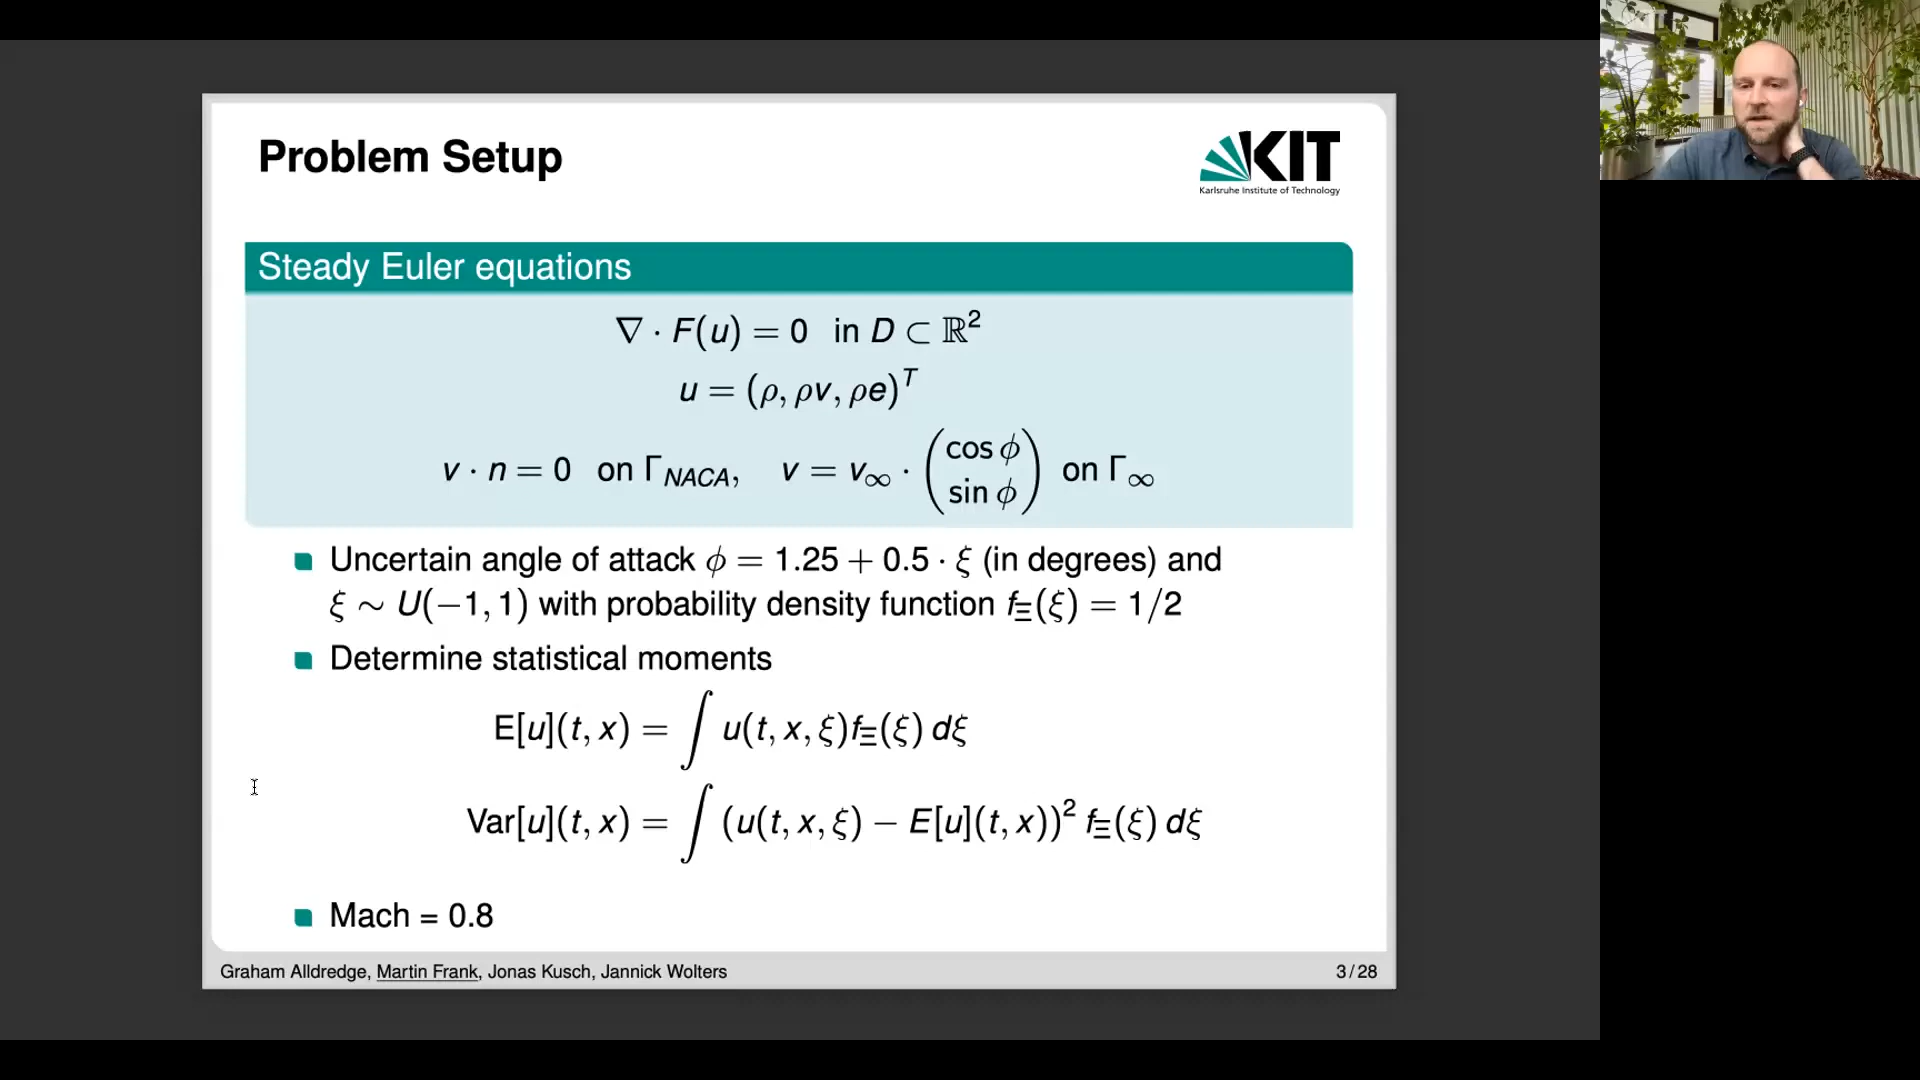 Problem Setup
KIT
Karlsruhe Institute of Technology
Steady Euler equations
∇ · F(u) = 0 in D ⊂ ℝ²
u = (ρ, ρv, ρe)ᵀ
v · n = 0 on Γ_NACA, v = v_∞ · (cos φ sin φ) on Γ_∞
Uncertain angle of attack φ = 1.25 + 0.5 · ξ (in degrees) and
ξ ∼ U(−1, 1) with probability density function f_Ξ(ξ) = 1/2
Determine statistical moments
E[u](t, x) = ∫ u(t, x, ξ)f_Ξ(ξ) dξ
Var[u](t, x) = ∫ (u(t, x, ξ) − E[u](t, x))² f_Ξ(ξ) dξ
Mach = 0.8
Graham Alldredge, Martin Frank, Jonas Kusch, Jannick Wolters
3/28